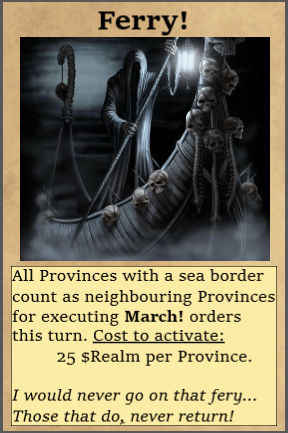 Ferry!
All Provinces with a sea border
count as neighbouring Provinces
for executing March! orders
this turn. Cost to activate:
25 $Realm per Province.
I would never go on that fery...
Those that do, never return!